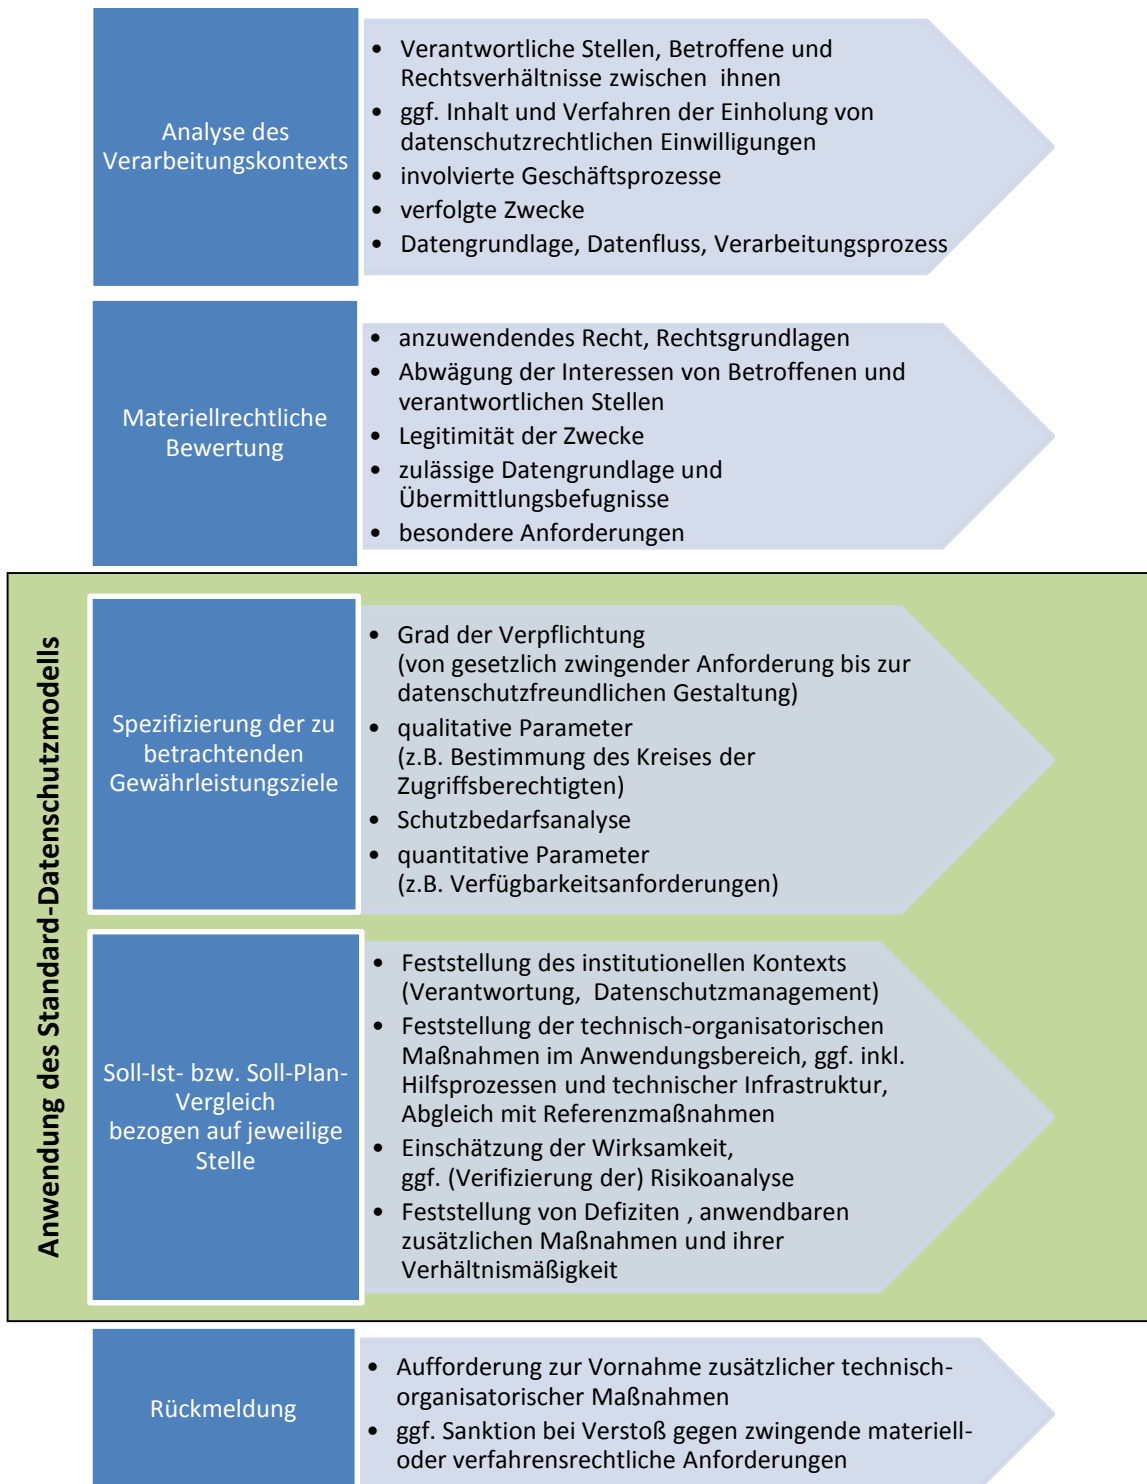 Analyse des
Verarbeitungskontexts
• Verantwortliche Stellen, Betroffene und
Rechtsverhältnisse zwischen ihnen
• ggf. Inhalt und Verfahren der Einholung von
datenschutzrechtlichen Einwilligungen
• involvierte Geschäftsprozesse
• verfolgte Zwecke
• Datengrundlage, Datenfluss, Verarbeitungsprozess
Materiellrechtliche
Bewertung
• anzuwendendes Recht, Rechtsgrundlagen
• Abwägung der Interessen von Betroffenen und
verantwortlichen Stellen
• Legitimität der Zwecke
• zulässige Datengrundlage und
Übermittlungsbefugnisse
• besondere Anforderungen
Anwendung des Standard-Datenschutzmodells
Spezifizierung der zu
betrachtenden
Gewährleistungsziele
• Grad der Verpflichtung
(von gesetzlich zwingender Anforderung bis zur
datenschutzfreundlichen Gestaltung)
• qualitative Parameter
(z.B. Bestimmung des Kreises der
Zugriffsberechtigten)
• Schutzbedarfsanalyse
• quantitative Parameter
(z.B. Verfügbarkeitsanforderungen)
Soll-Ist- bzw. Soll-Plan-
Vergleich
bezogen auf jeweilige
Stelle
• Feststellung des institutionellen Kontexts
(Verantwortung, Datenschutzmanagement)
• Feststellung der technisch-organisatorischen
Maßnahmen im Anwendungsbereich, ggf. inkl.
Hilfsprozessen und technischer Infrastruktur,
Abgleich mit Referenzmaßnahmen
• Einschätzung der Wirksamkeit,
ggf. (Verifizierung der) Risikoanalyse
• Feststellung von Defiziten , anwendbaren
zusätzlichen Maßnahmen und ihrer
Verhältnismäßigkeit
Rückmeldung
• Aufforderung zur Vornahme zusätzlicher technisch-
organisatorischer Maßnahmen
• ggf. Sanktion bei Verstoß gegen zwingende materiell-
oder verfahrensrechtliche Anforderungen